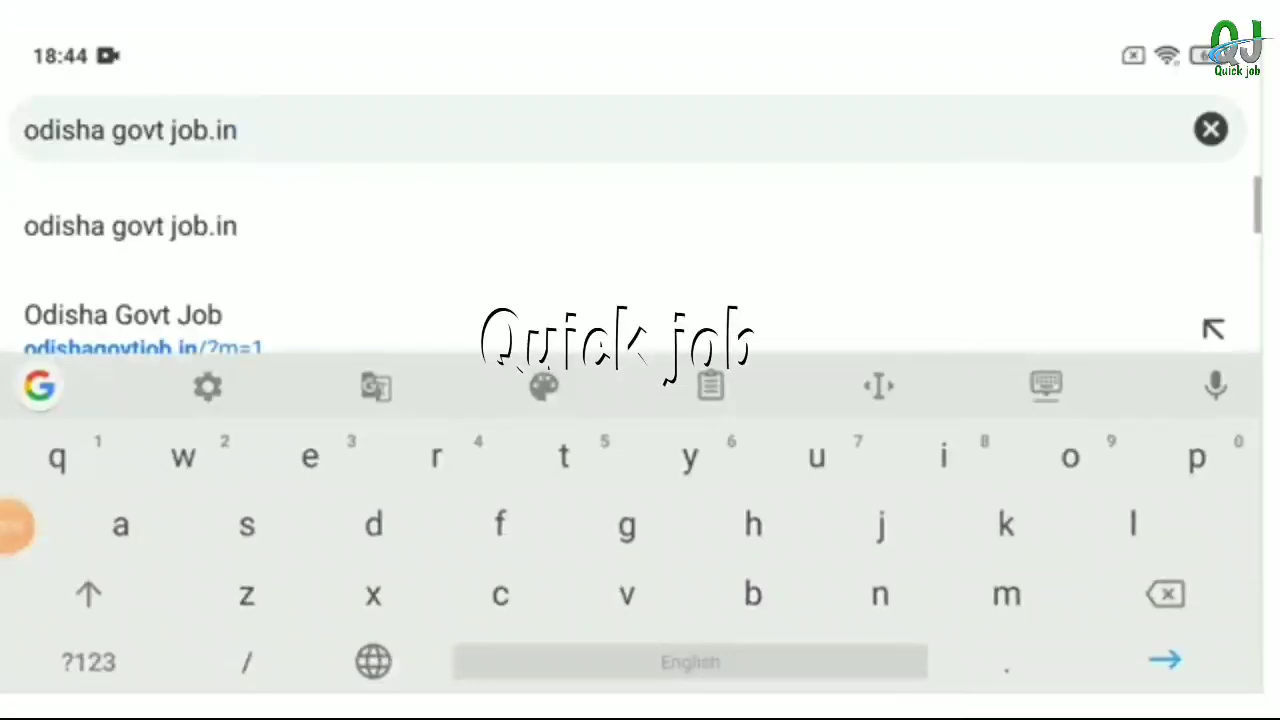 18:44
QJ
Quick job
odisha govt job.in
odisha govt job.in
Odisha Govt Job
odishagovtjob.in/?m=1
Quick job
q 1 w 2 e 3 r 4 t 5 y 6 u 7 i 8 o 9 p 0
a s d f g h j k l
z x c v b n m
?123 / English .